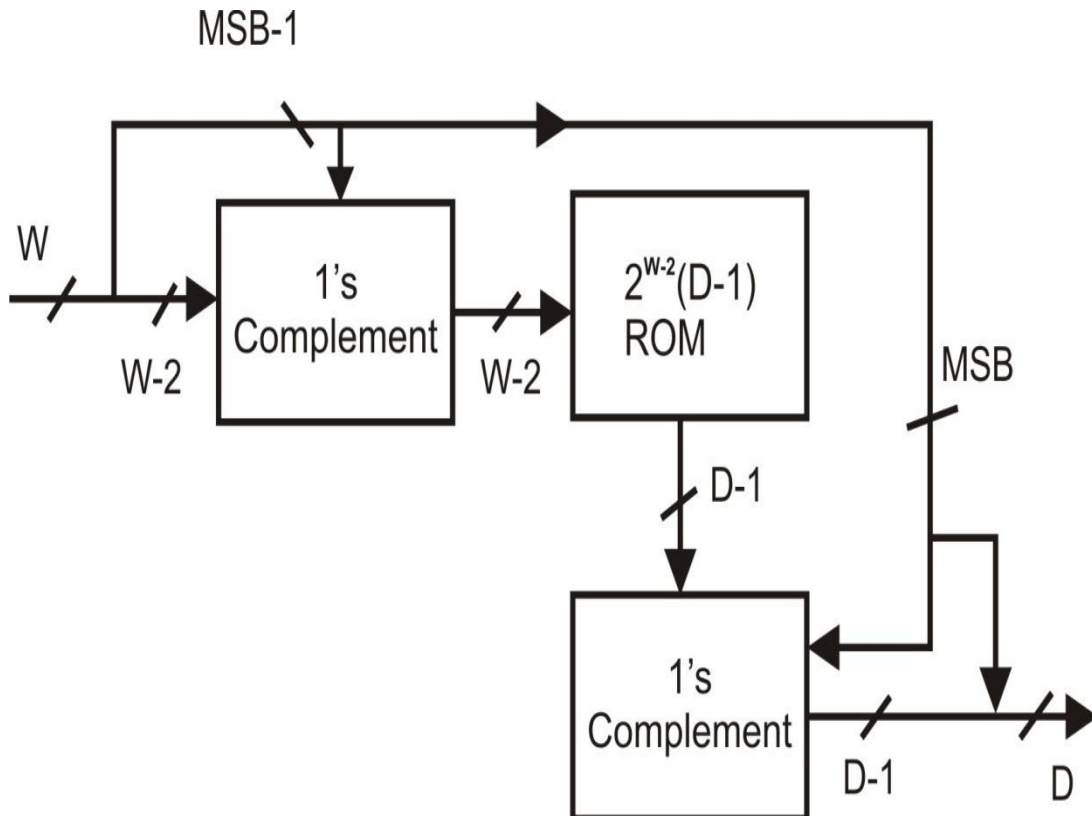 MSB-1
W
W-2
1's
Complement
W-2
2^W-2(D-1)
ROM
MSB
D-1
1's
Complement
D-1
D